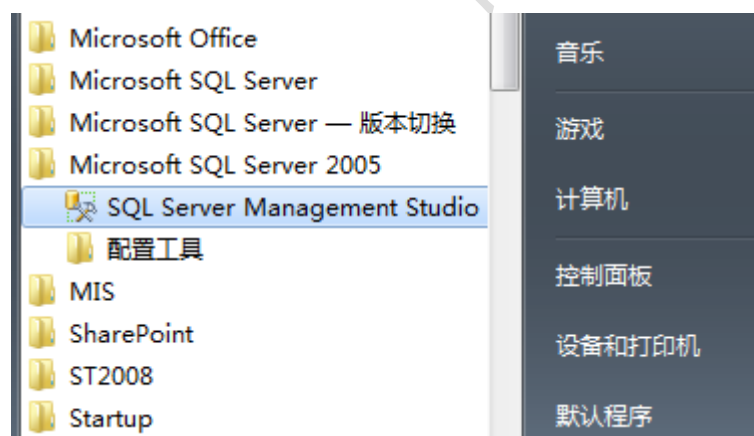 Microsoft Office
Microsoft SQL Server
Microsoft SQL Server — 版本切换
Microsoft SQL Server 2005
SQL Server Management Studio
配置工具
MIS
SharePoint
ST2008
Startup
音乐
游戏
计算机
控制面板
设备和打印机
默认程序